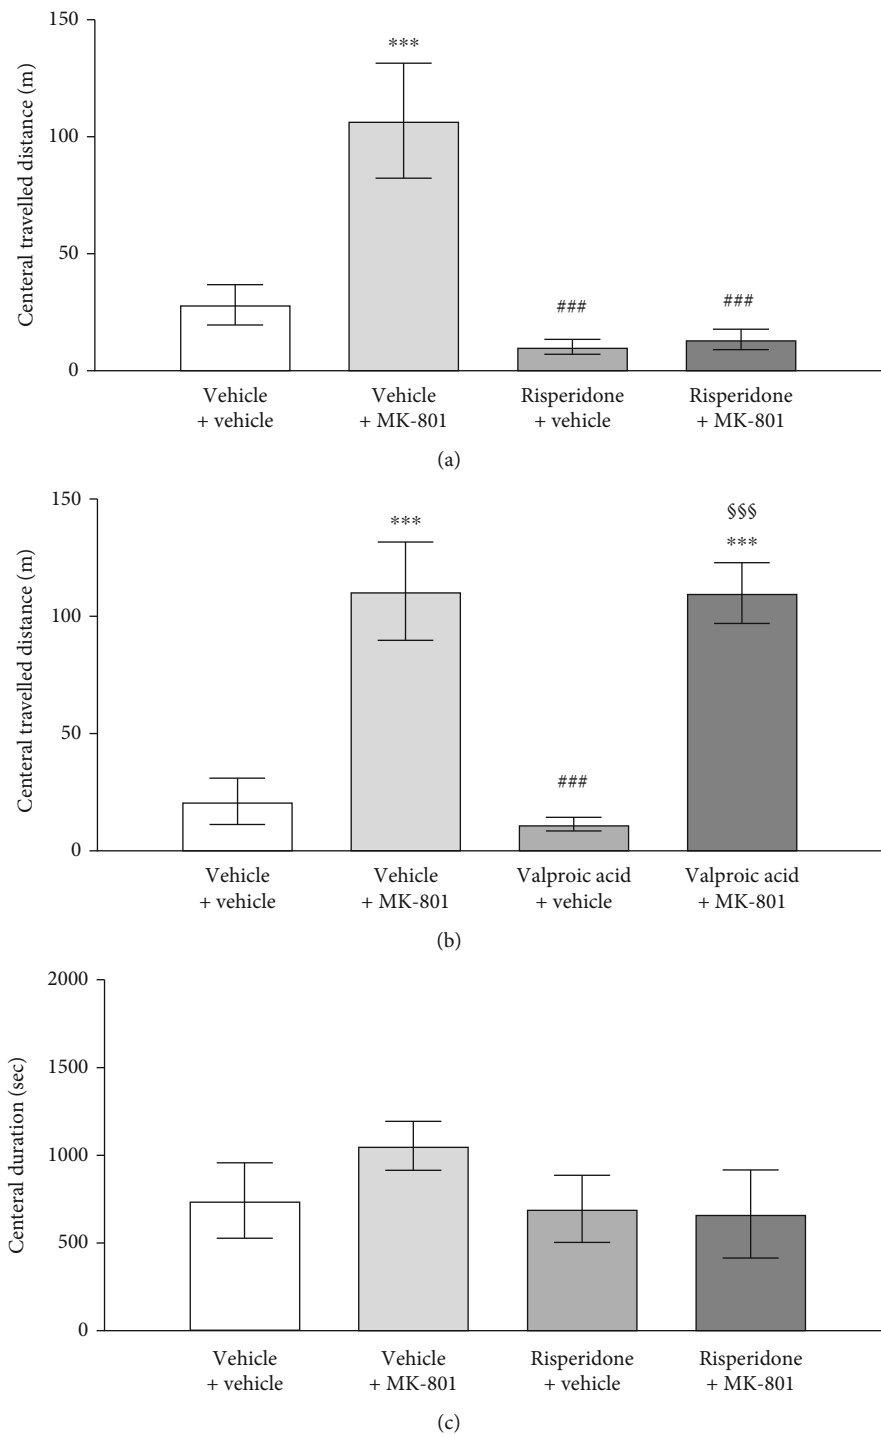 150
100
50
0
Centeral travelled distance (m)
***
###
###
Vehicle
+ vehicle
Vehicle
+ MK-801
Risperidone
+ vehicle
Risperidone
+ MK-801
(a)
150
100
50
0
Centeral travelled distance (m)
***
###
§§§
***
Vehicle
+ vehicle
Vehicle
+ MK-801
Valproic acid
+ vehicle
Valproic acid
+ MK-801
(b)
2000
1500
1000
500
0
Centeral duration (sec)
Vehicle
+ vehicle
Vehicle
+ MK-801
Risperidone
+ vehicle
Risperidone
+ MK-801
(c)